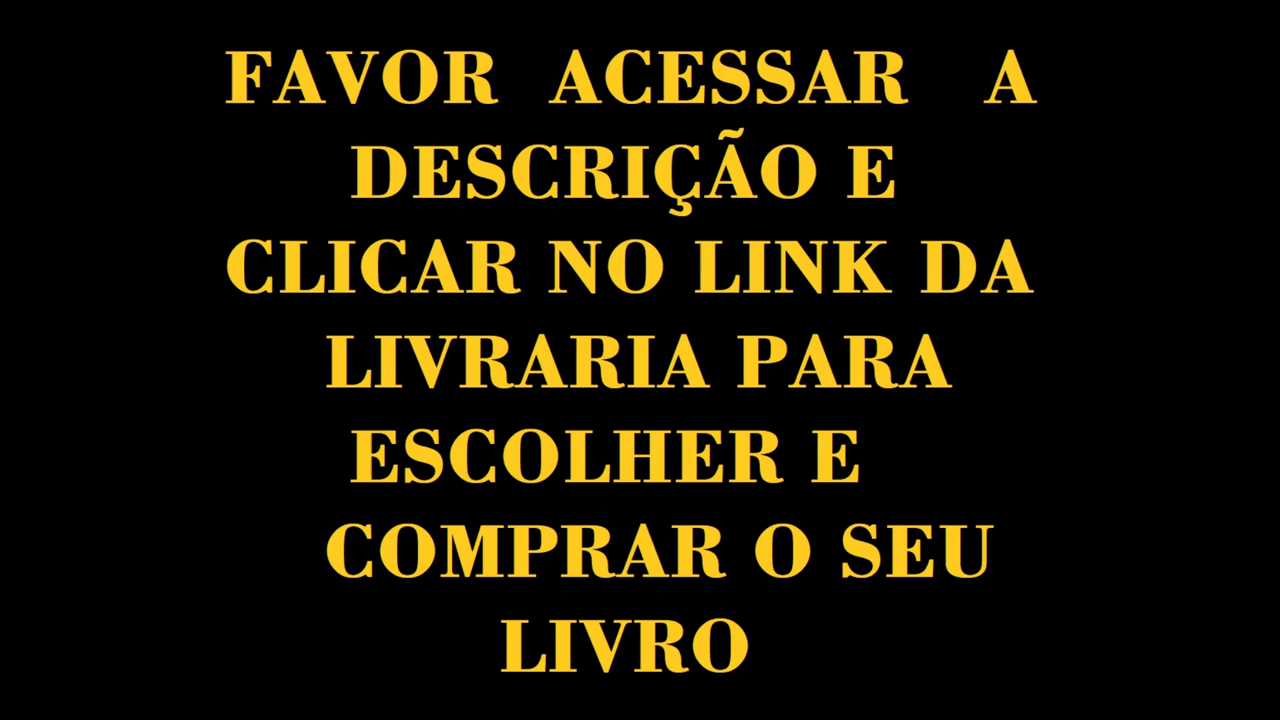 FAVOR ACESSAR A
DESCRIÇÃO E
CLICAR NO LINK DA
LIVRARIA PARA
ESCOLHER E
COMPRAR O SEU
LIVRO